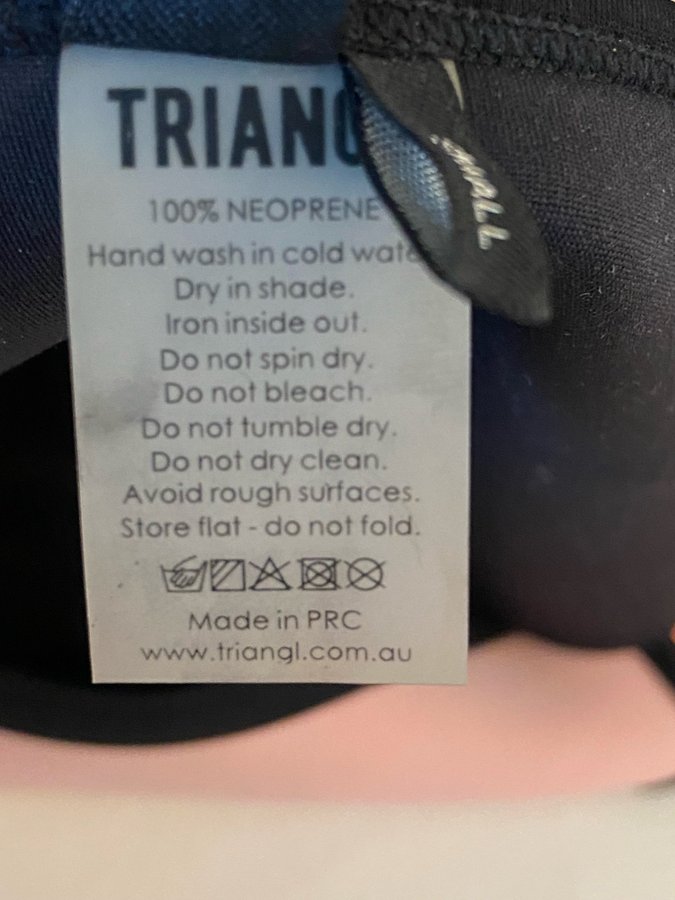 TRIANG
100% NEOPRENE
Hand wash in cold wate
Dry in shade.
Iron inside out.
Do not spin dry.
Do not bleach.
Do not tumble dry.
Do not dry clean.
Avoid rough surfaces.
Store flat - do not fold.
Made in PRC
www.triangl.com.au
SMALL